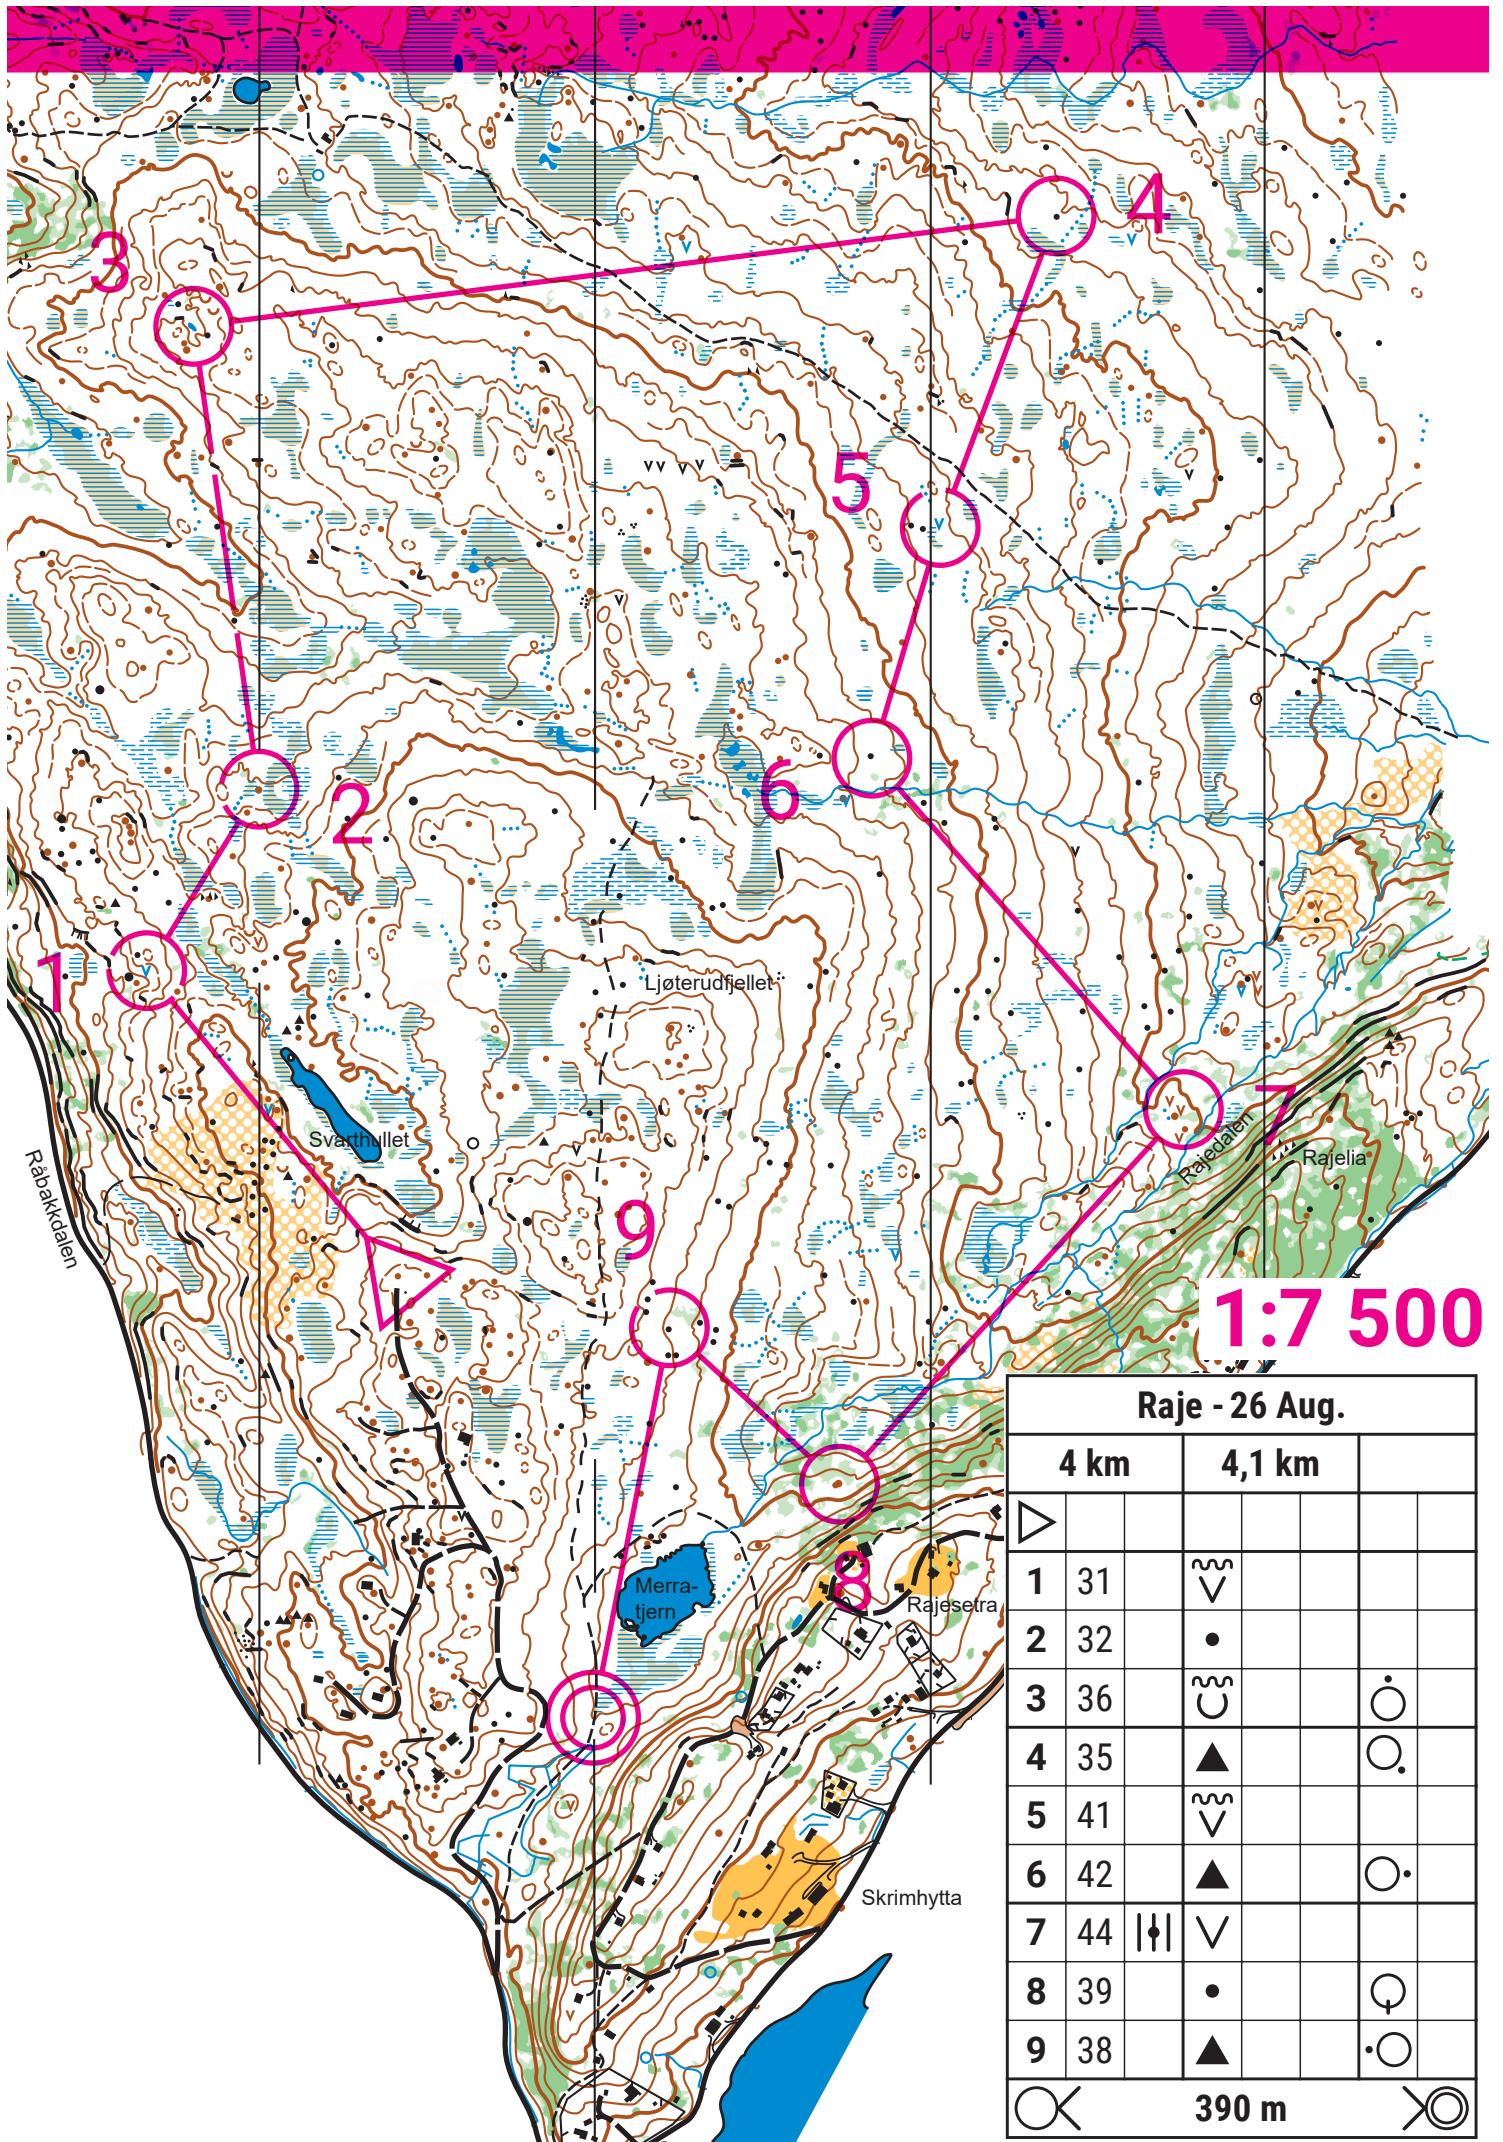 3
4
5
6
2
1
Ljøterudfjellet
Svarthullet
Råbakkdalen
7
Rajedalen
Rajelia
9
1:7 500
8
Merra-
tjern
Rajesetra
Skrimhytta
Raje - 26 Aug.
4 km 4,1 km
1 31
2 32
3 36
4 35
5 41
6 42
7 44
8 39
9 38
390 m